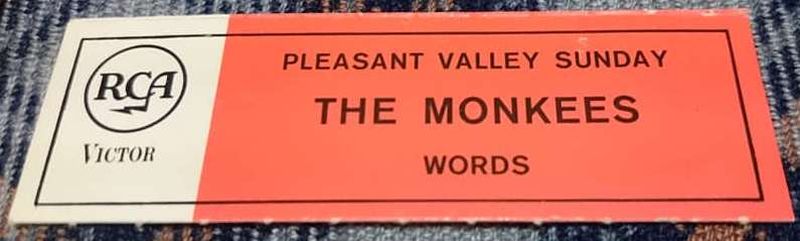 RCA
VICTOR
PLEASANT VALLEY SUNDAY
THE MONKEES
WORDS